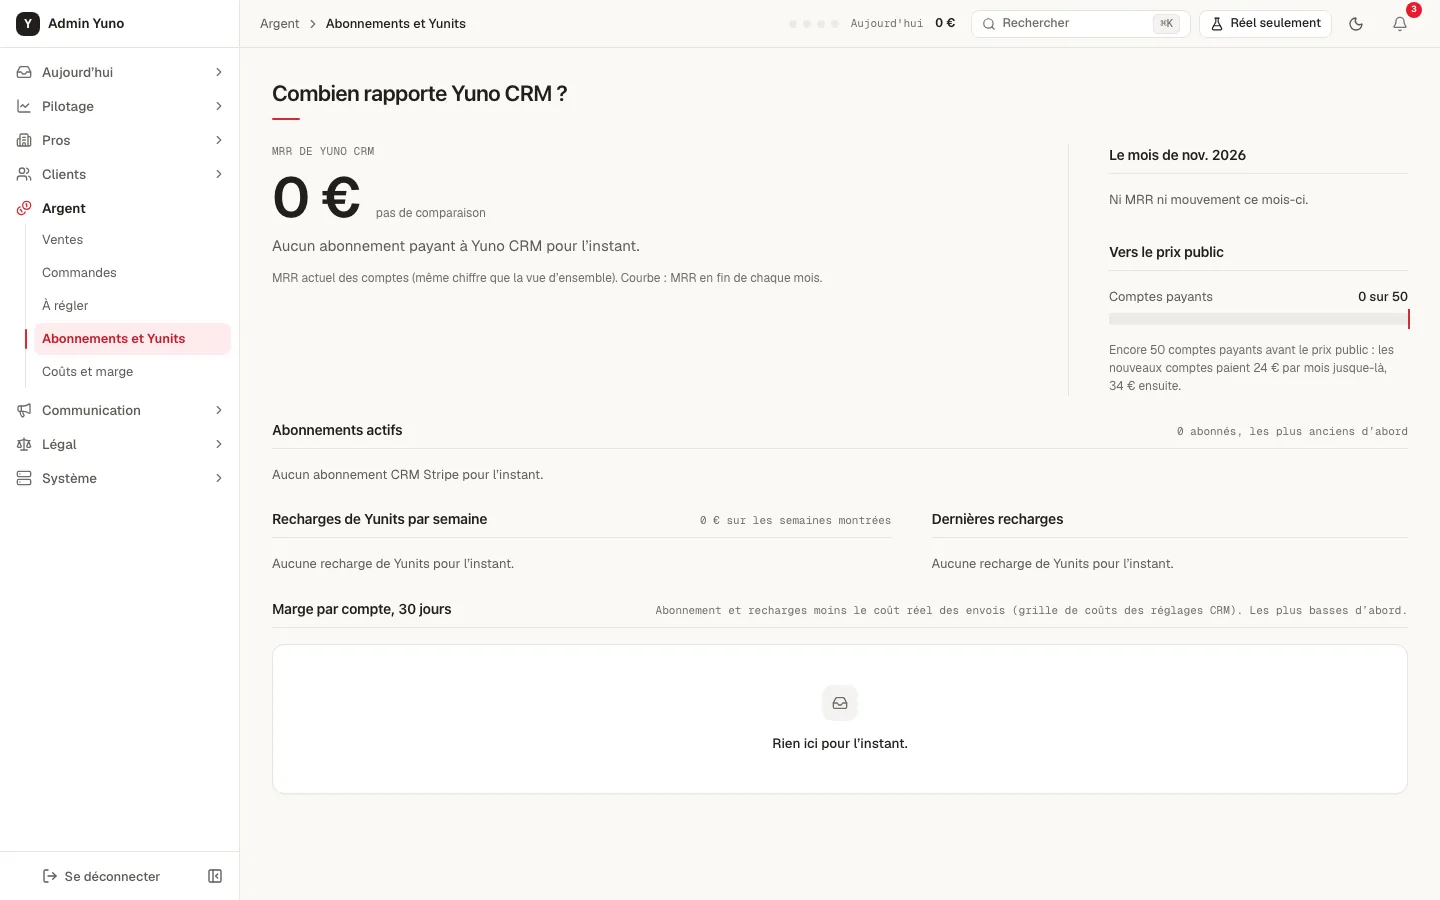 Y Admin Yuno
Argent > Abonnements et Yunits
Aujourd'hui 0 €
Rechercher ⌘K
Réel seulement
3
Aujourd’hui
Pilotage
Pros
Clients
Argent
Ventes
Commandes
À régler
Abonnements et Yunits
Coûts et marge
Communication
Légal
Système
Se déconnecter
Combien rapporte Yuno CRM ?
MRR DE YUNO CRM
0 € pas de comparaison
Aucun abonnement payant à Yuno CRM pour l’instant.
MRR actuel des comptes (même chiffre que la vue d’ensemble). Courbe : MRR en fin de chaque mois.
Le mois de nov. 2026
Ni MRR ni mouvement ce mois-ci.
Vers le prix public
Comptes payants 0 sur 50
Encore 50 comptes payants avant le prix public : les
nouveaux comptes paient 24 € par mois jusque-là,
34 € ensuite.
Abonnements actifs
0 abonnés, les plus anciens d’abord
Aucun abonnement CRM Stripe pour l’instant.
Recharges de Yunits par semaine
0 € sur les semaines montrées
Aucune recharge de Yunits pour l’instant.
Dernières recharges
Aucune recharge de Yunits pour l’instant.
Marge par compte, 30 jours
Abonnement et recharges moins le coût réel des envois (grille de coûts des réglages CRM). Les plus basses d’abord.
Rien ici pour l’instant.